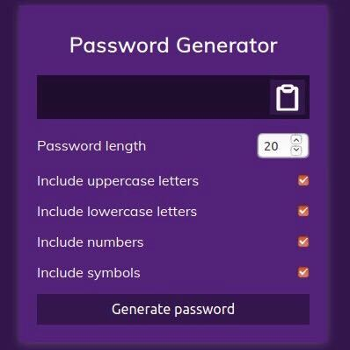 Password Generator
Password length 20
Include uppercase letters
Include lowercase letters
Include numbers
Include symbols
Generate password